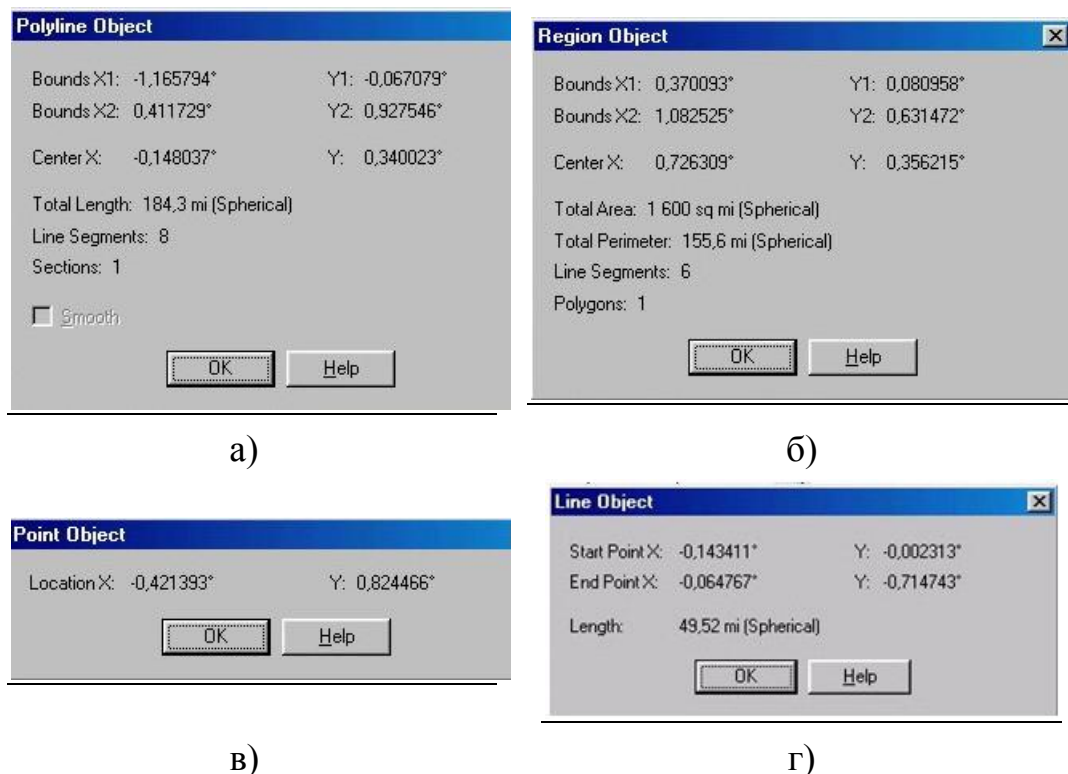 Polyline Object
Bounds X1: -1,165794° Y1: -0,067079°
Bounds X2: 0,411729° Y2: 0,927546°
Center X: -0,148037° Y: 0,340023°
Total Length: 184,3 mi (Spherical)
Line Segments: 8
Sections: 1
Smooth
OK Help
а)
Region Object
Bounds X1: 0,370093° Y1: 0,080958°
Bounds X2: 1,082525° Y2: 0,631472°
Center X: 0,726309° Y: 0,356215°
Total Area: 1 600 sq mi (Spherical)
Total Perimeter: 155,6 mi (Spherical)
Line Segments: 6
Polygons: 1
OK Help
б)
Point Object
Location X: -0,421393° Y: 0,824466°
OK Help
в)
Line Object
Start Point X: -0,143411° Y: -0,002313°
End Point X: -0,064767° Y: -0,714743°
Length: 49,52 mi (Spherical)
OK Help
г)